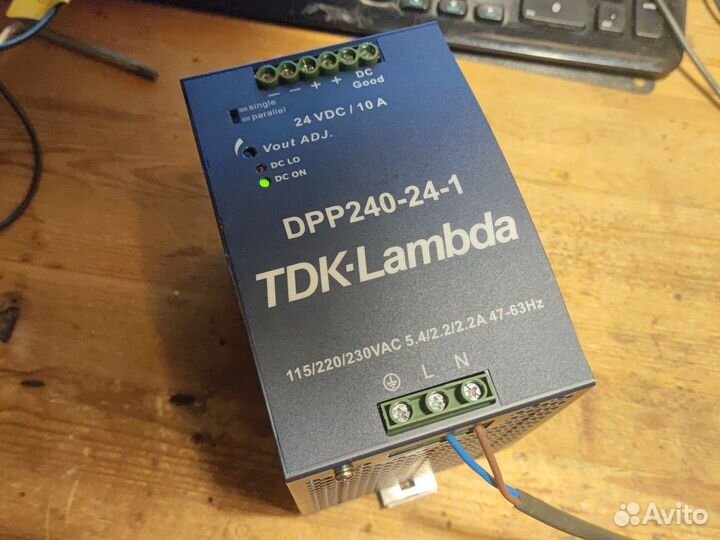 − − + + DC Good
single
parallel
24 VDC / 10 A
Vout ADJ.
DC LO
DC ON
DPP240-24-1
TDK·Lambda
115/220/230VAC 5.4/2.2/2.2A 47-63Hz
L N
Avito